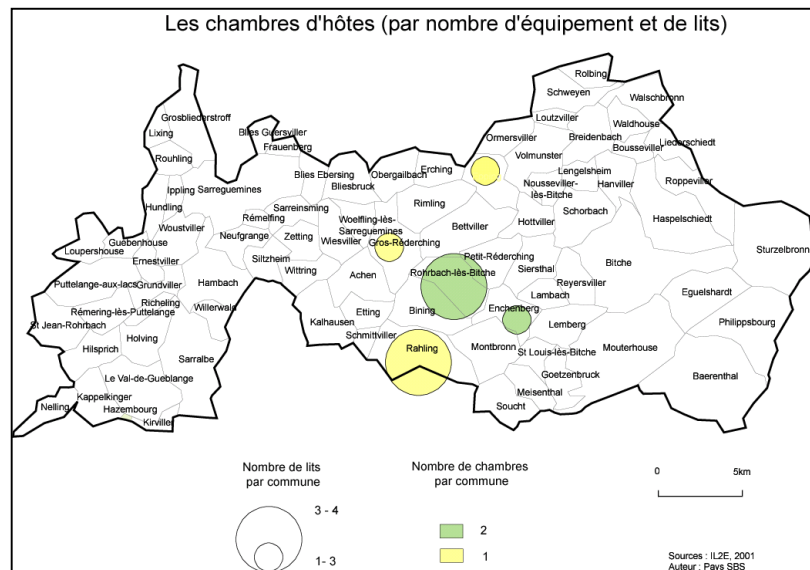 Les chambres d'hôtes (par nombre d'équipement et de lits)
Rolbing
Schweyen
Walschbronn
Grosbliederstroff
Loutzviller
Waldhouse
Lixing
Blies Guersviller
Ormersviller
Breidenbach
Liederschiedt
Frauenberg
Bousseviller
Rouhling
Volmunster
Blies Ebersing
Obergailbach
Erching
Lengelsheim
Bliesbruck
Roppeviller
Ippling
Sarreguemines
Nousseviller-
lès-Bitche
Hanviller
Hundling
Sarreinsming
Rimling
Schorbach
Rémelfing
Woelfling-lès-
Sarreguemines
Haspelschiedt
Woustviller
Bettviller
Hottviller
Guebenhouse
Neufgrange
Zetting
Wiesviller
Gros-Réderching
Loupershouse
Sturzelbronn
Ernestviller
Siltzheim
Petit-Réderching
Bitche
Wittring
Siersthal
Achen
Rohrbach-lès-Bitche
Puttelange-aux-lacs
Grundviller
Hambach
Reyersviller
Eguelshardt
Richeling
Lambach
Rémering-lès-Puttelange
Willerwald
Etting
Bining
Enchenberg
St Jean-Rohrbach
Kalhausen
Lemberg
Philippsbourg
Holving
Schmittviller
Hilsprich
Rahling
Montbronn
Mouterhouse
Sarralbe
St Louis-lès-Bitche
Le Val-de-Gueblange
Goetzenbruck
Baerenthal
Kappelkinger
Meisenthal
Nelling
Hazembourg
Soucht
Kirviller
Nombre de lits
par commune
3 - 4
1- 3
Nombre de chambres
par commune
2
1
0 5km
Sources : IL2E, 2001
Auteur : Pays SBS